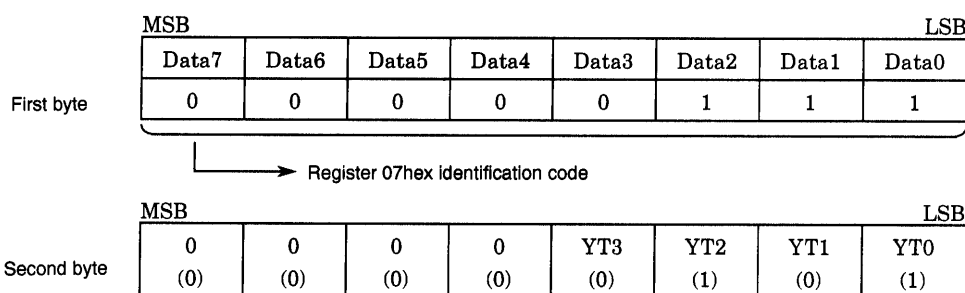 MSB LSB
Data7 Data6 Data5 Data4 Data3 Data2 Data1 Data0
First byte 0 0 0 0 0 1 1 1
Register 07hex identification code
MSB LSB
0 0 0 0 YT3 YT2 YT1 YT0
Second byte (0) (0) (0) (0) (0) (1) (0) (1)